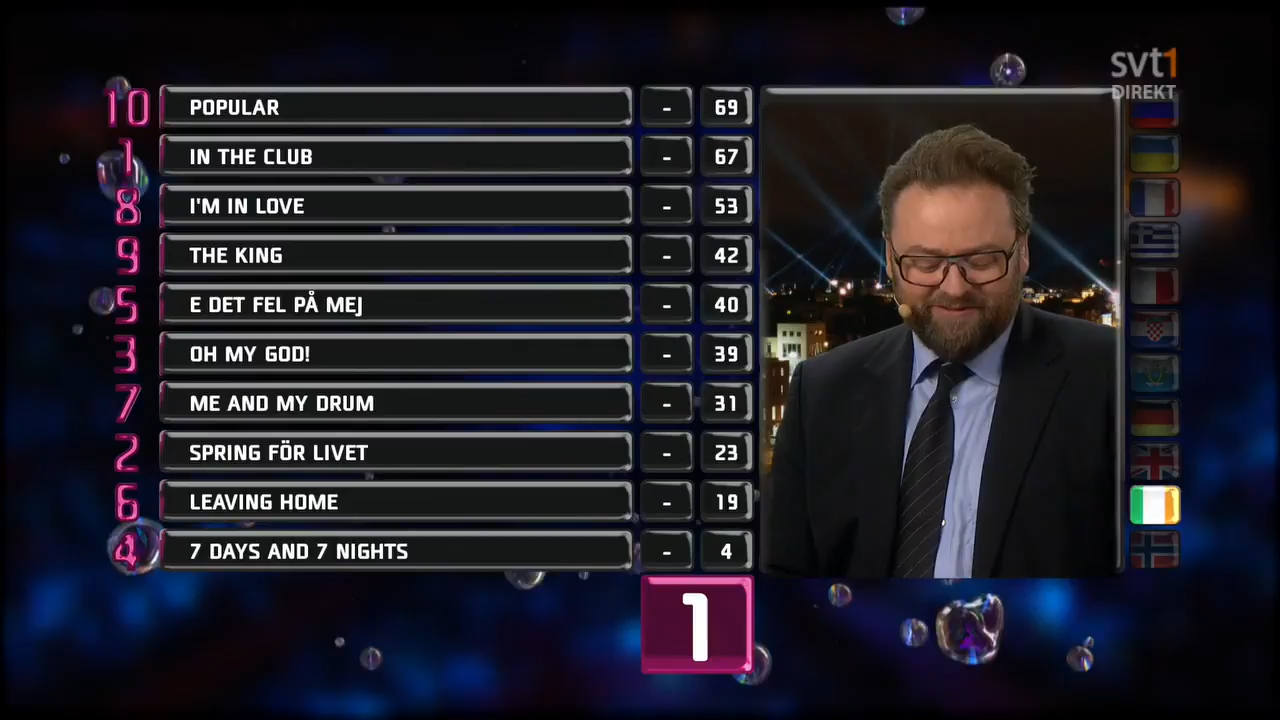 svt1
DIREKT
10 POPULAR - 69
1 IN THE CLUB - 67
8 I'M IN LOVE - 53
9 THE KING - 42
5 E DET FEL PÅ MEJ - 40
3 OH MY GOD! - 39
7 ME AND MY DRUM - 31
2 SPRING FÖR LIVET - 23
6 LEAVING HOME - 19
4 7 DAYS AND 7 NIGHTS - 4
1